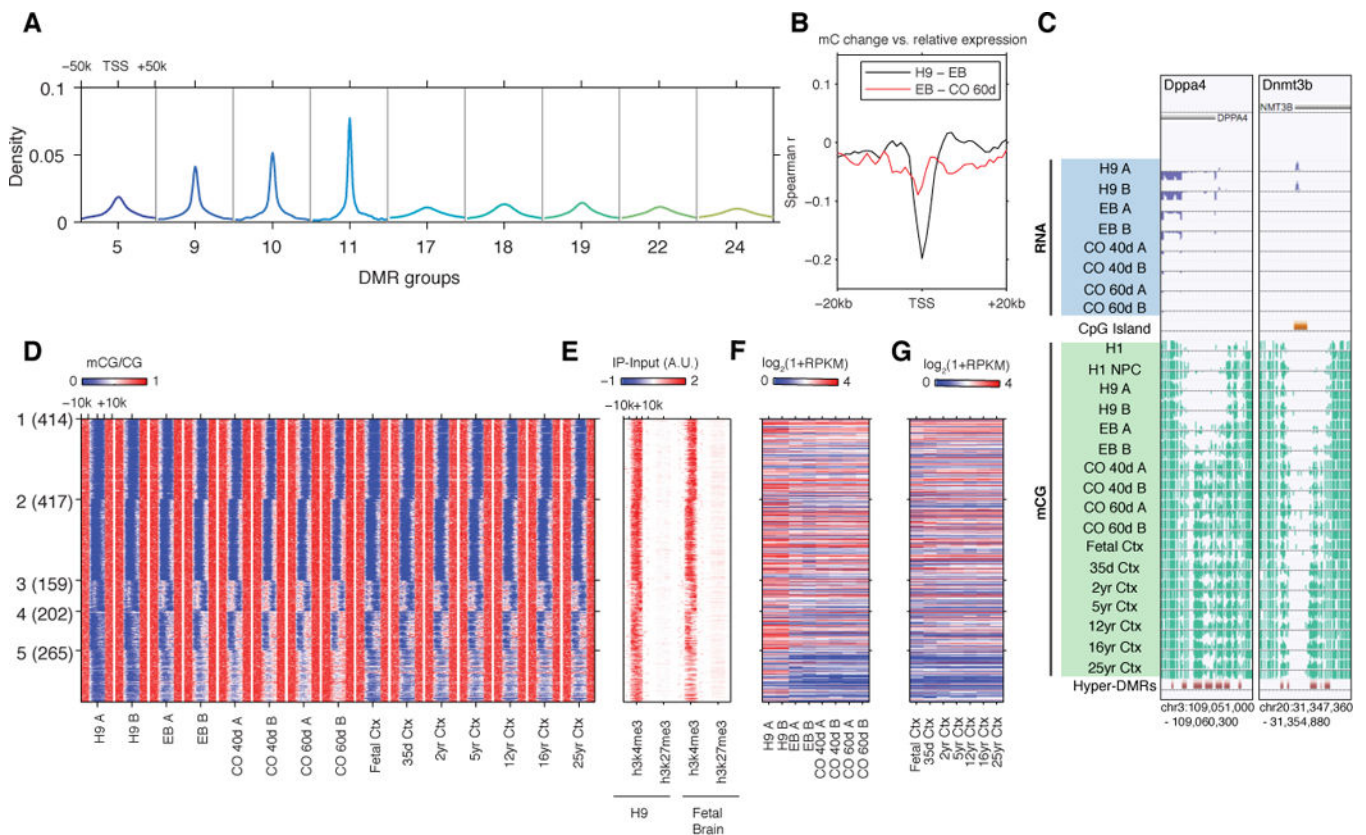 A
−50k TSS +50k
0.1
0.05
0
Density
5 9 10 11 17 18 19 22 24
DMR groups
B
mC change vs. relative expression
H9 − EB
EB − CO 60d
0.1
0
−0.1
−0.2
Spearman r
−20kb TSS +20kb
C
Dppa4
Dnmt3b
NMT3B
DPPA4
RNA
H9 A
H9 B
EB A
EB B
CO 40d A
CO 40d B
CO 60d A
CO 60d B
CpG Island
mCG
H1
H1 NPC
H9 A
H9 B
EB A
EB B
CO 40d A
CO 40d B
CO 60d A
CO 60d B
Fetal Ctx
35d Ctx
2yr Ctx
5yr Ctx
12yr Ctx
16yr Ctx
25yr Ctx
Hyper-DMRs
chr3:109,051,000
- 109,060,300
chr20:31,347,360
- 31,354,880
D
mCG/CG
0 1
−10k +10k
1 (414)
2 (417)
3 (159)
4 (202)
5 (265)
H9 A
H9 B
EB A
EB B
CO 40d A
CO 40d B
CO 60d A
CO 60d B
Fetal Ctx
35d Ctx
2yr Ctx
5yr Ctx
12yr Ctx
16yr Ctx
25yr Ctx
E
IP-Input (A.U.)
−1 2
−10k+10k
h3k4me3
h3k27me3
h3k4me3
h3k27me3
H9
Fetal
Brain
F
log2(1+RPKM)
0 4
H9 A
H9 B
EB A
EB B
CO 40d A
CO 40d B
CO 60d A
CO 60d B
G
log2(1+RPKM)
0 4
Fetal Ctx
35d Ctx
2yr Ctx
5yr Ctx
12yr Ctx
16yr Ctx
25yr Ctx